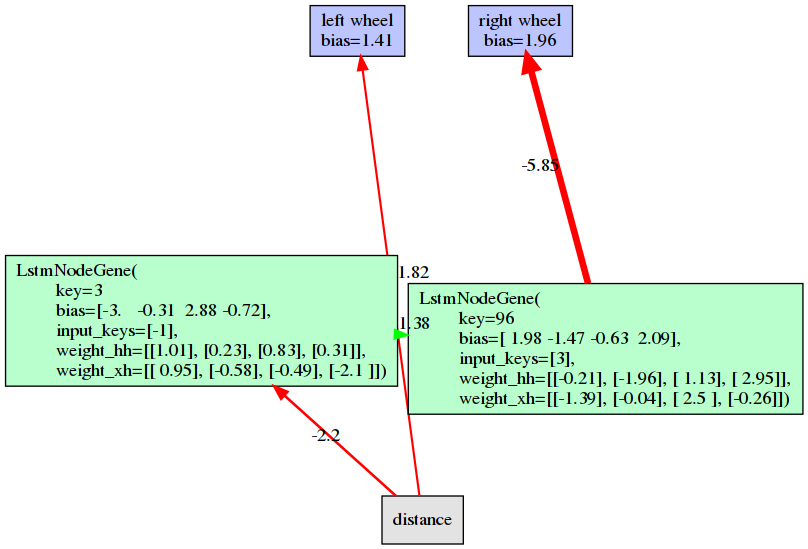 left wheel
bias=1.41
right wheel
bias=1.96
-5.85
LstmNodeGene(
key=3
bias=[-3.   -0.31  2.88 -0.72],
input_keys=[-1],
weight_hh=[[1.01], [0.23], [0.83], [0.31]],
weight_xh=[[ 0.95], [-0.58], [-0.49], [-2.1 ]])
1.82
1.38
LstmNodeGene(
key=96
bias=[ 1.98 -1.47 -0.63  2.09],
input_keys=[3],
weight_hh=[[-0.21], [-1.96], [ 1.13], [ 2.95]],
weight_xh=[[-1.39], [-0.04], [ 2.5 ], [-0.26]])
-2.2
distance